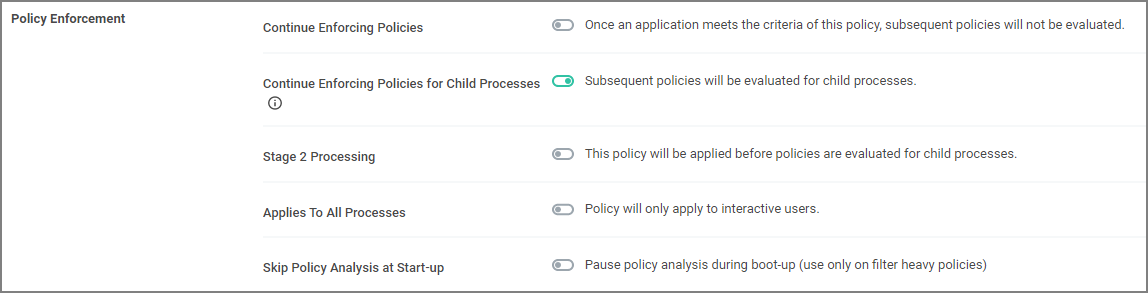 Policy Enforcement
Continue Enforcing Policies
Once an application meets the criteria of this policy, subsequent policies will not be evaluated.
Continue Enforcing Policies for Child Processes
Subsequent policies will be evaluated for child processes.
Stage 2 Processing
This policy will be applied before policies are evaluated for child processes.
Applies To All Processes
Policy will only apply to interactive users.
Skip Policy Analysis at Start-up
Pause policy analysis during boot-up (use only on filter heavy policies)